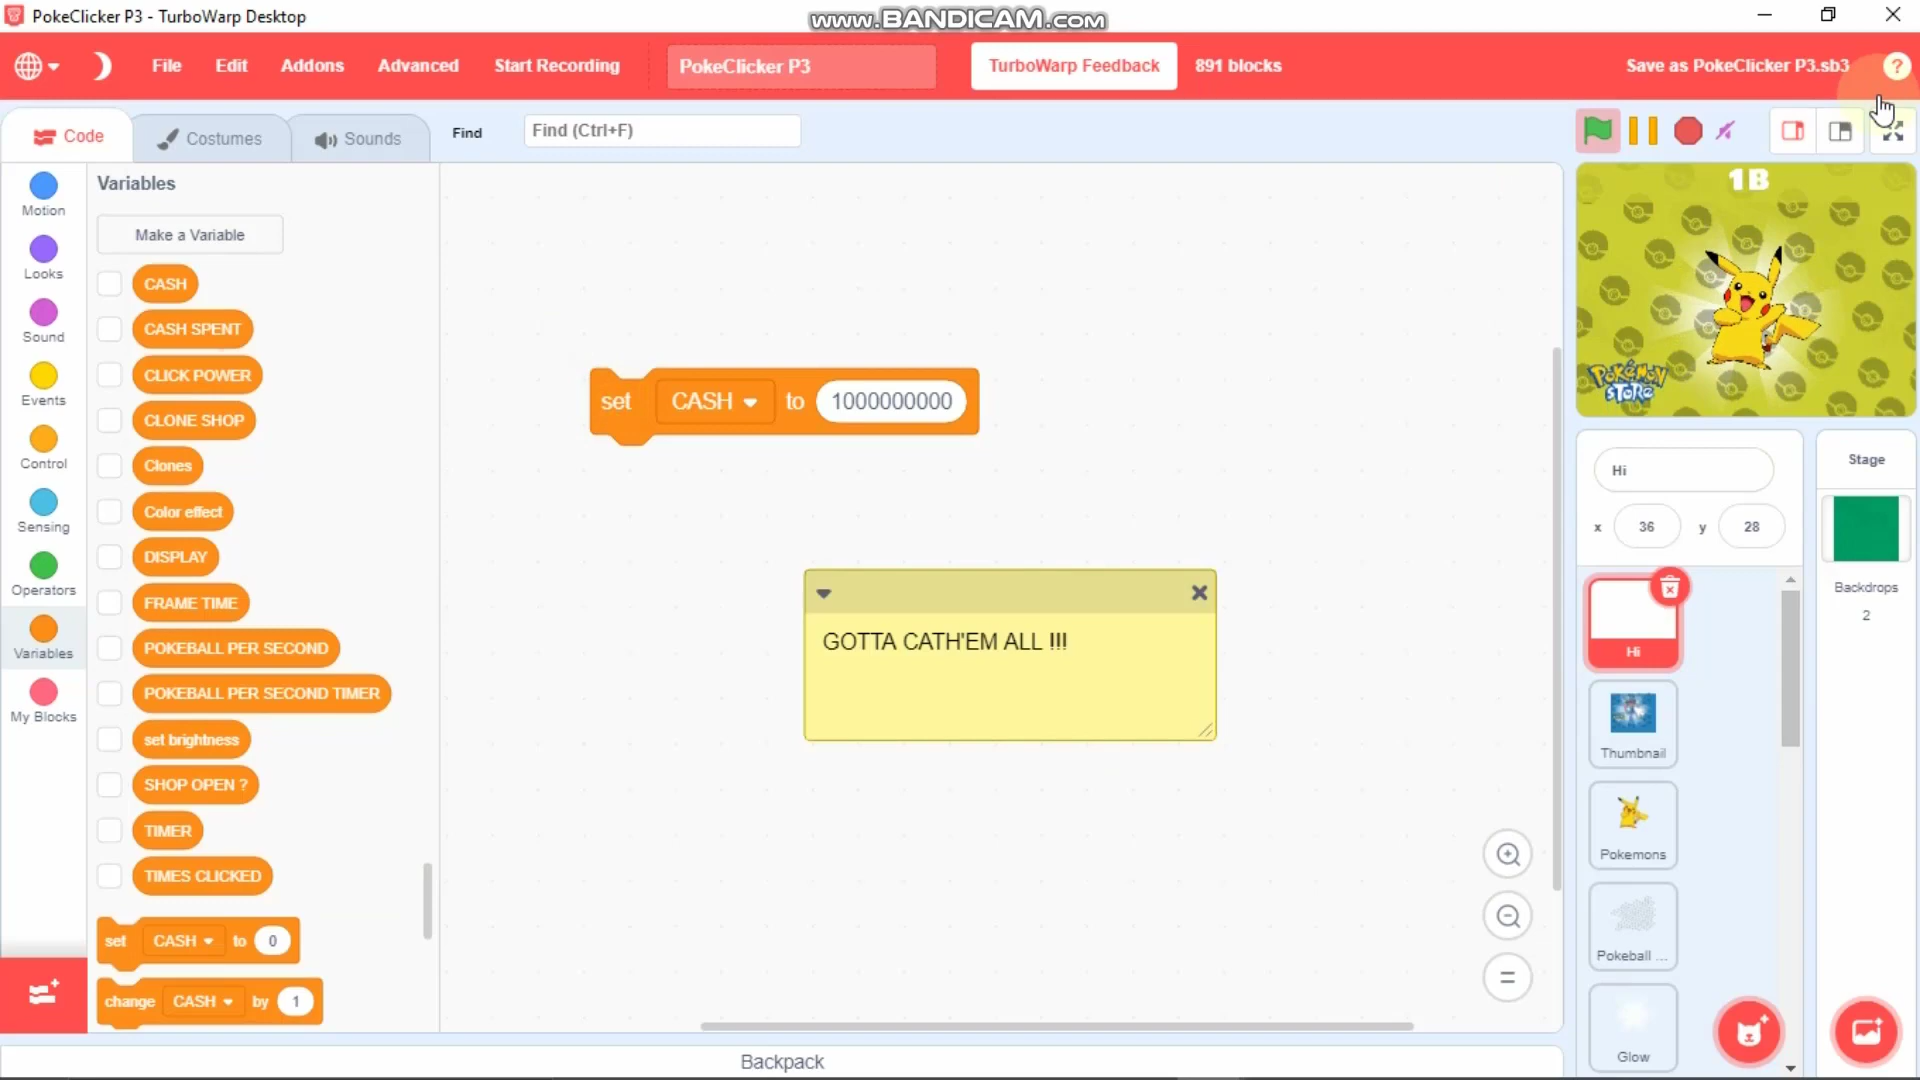 PokeClicker P3 - TurboWarp Desktop
www.BANDICAM.com
File Edit Addons Advanced Start Recording PokeClicker P3 TurboWarp Feedback 891 blocks Save as PokeClicker P3.sb3 ?
Code Costumes Sounds Find Find (Ctrl+F)
Motion
Looks
Sound
Events
Control
Sensing
Operators
Variables
My Blocks
Variables
Make a Variable
CASH
CASH SPENT
CLICK POWER
CLONE SHOP
Clones
Color effect
DISPLAY
FRAME TIME
POKEBALL PER SECOND
POKEBALL PER SECOND TIMER
set brightness
SHOP OPEN ?
TIMER
TIMES CLICKED
set CASH to 0
change CASH by 1
set CASH to 1000000000
GOTTA CATH'EM ALL !!!
Backpack
1B
POKéMON
STORE
Hi
x 36 y 28
Hi
Thumbnail
Pokemons
Pokeball ...
Glow
Stage
Backdrops
2